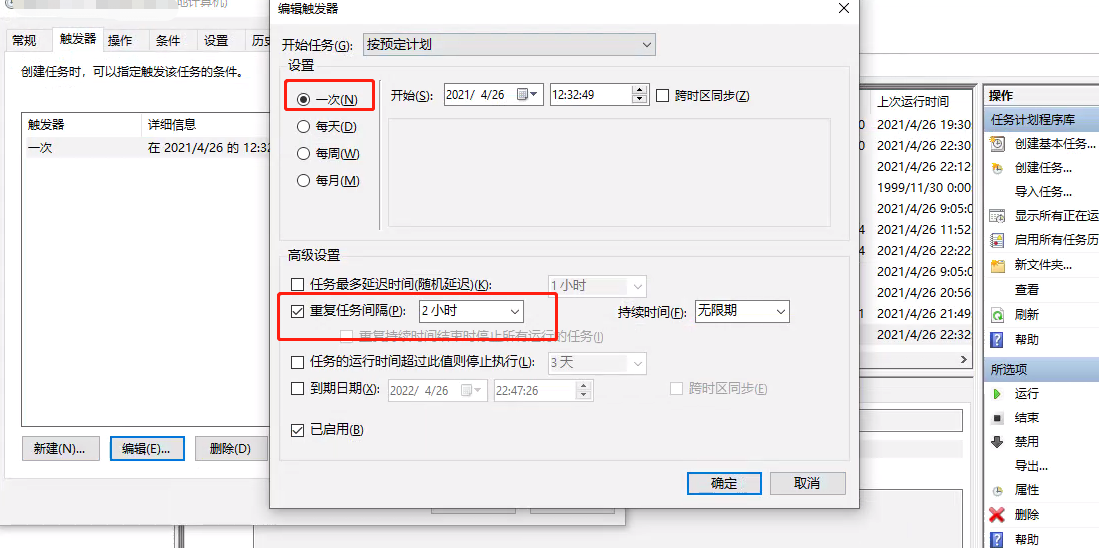 地计算机)
常规 触发器 操作 条件 设置 历史
创建任务时，可以指定触发该任务的条件。
触发器 详细信息
一次 在 2021/4/26 的 12:32
新建(N)... 编辑(E)... 删除(D)
编辑触发器
开始任务(G): 按预定计划
设置
一次(N)
每天(D)
每周(W)
每月(M)
开始(S): 2021/ 4/26 12:32:49 跨时区同步(Z)
高级设置
任务最多延迟时间(随机延迟)(K): 1 小时
重复任务间隔(P): 2 小时 持续时间(F): 无限期
重复持续时间结束时停止所有运行的任务(I)
任务的运行时间超过此值则停止执行(L): 3 天
到期日期(X): 2022/ 4/26 22:47:26 跨时区同步(E)
已启用(B)
确定 取消
上次运行时间
0 2021/4/26 19:30
0 2021/4/26 22:30
2021/4/26 22:12
1999/11/30 0:00
2021/4/26 9:05:0
4 2021/4/26 11:52
4 2021/4/26 22:22
2021/4/26 9:05:0
2021/4/26 20:56
1 2021/4/26 21:49
2021/4/26 22:32
操作
任务计划程序库
创建基本任务...
创建任务...
导入任务...
显示所有正在运
启用所有任务历
新文件夹...
查看
刷新
帮助
所选项
运行
结束
禁用
导出...
属性
删除
帮助